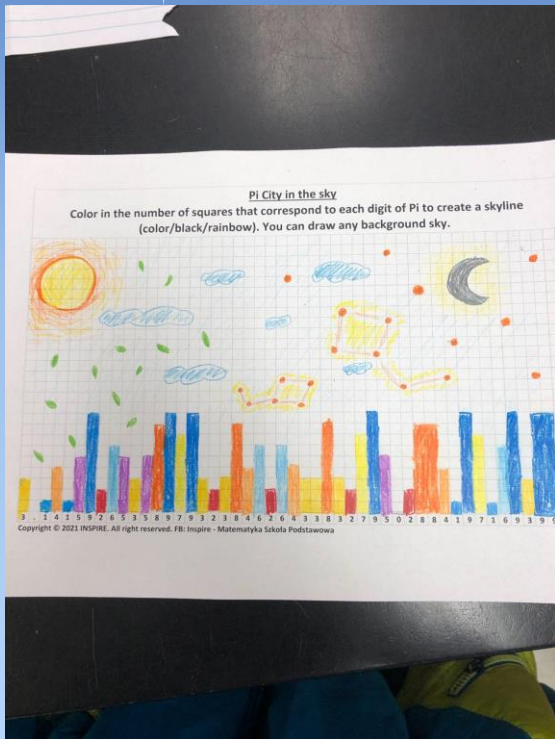 Pi City in the sky
Color in the number of squares that correspond to each digit of Pi to create a skyline
(color/black/rainbow). You can draw any background sky.
3 . 1 4 1 5 9 2 6 5 3 5 8 9 7 9 3 2 3 8 4 6 2 6 4 3 3 8 3 2 7 9 5 0 2 8 8 4 1 9 7 1 6 9 3 9 9
Copyright © 2021 INSPIRE. All right reserved. FB: Inspire - Matematyka Szkoła Podstawowa